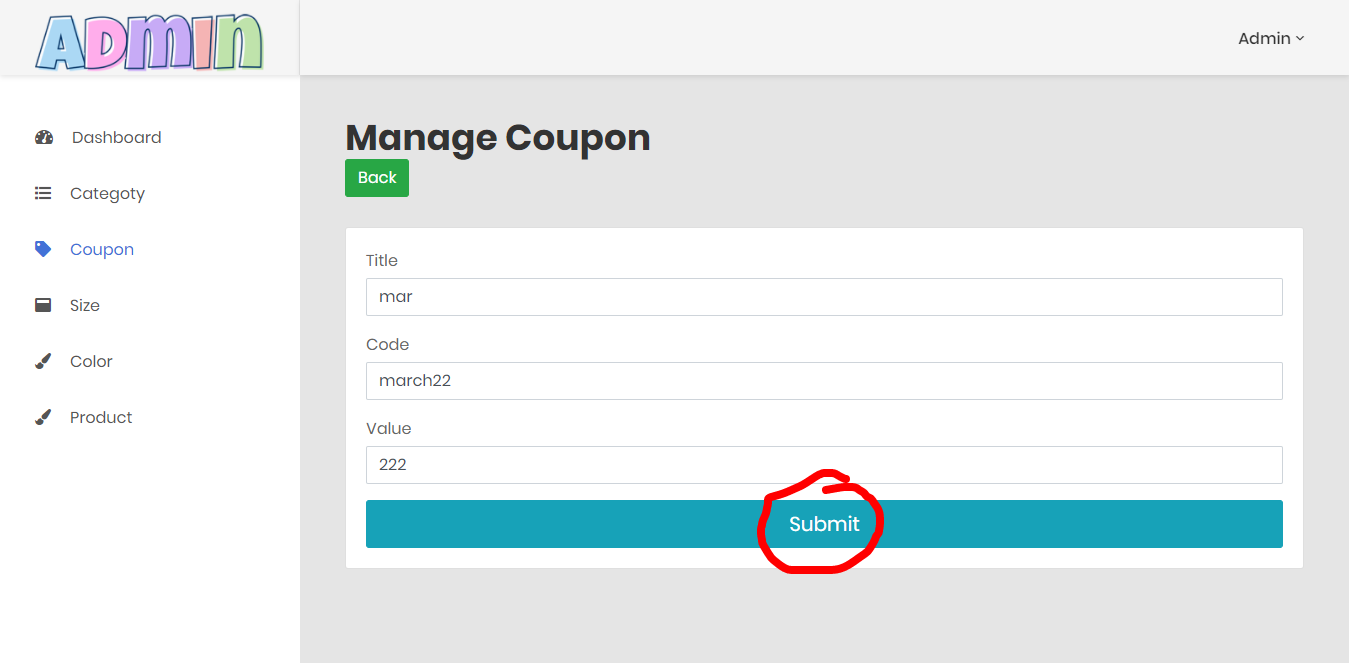 ADMIN
Admin
Dashboard
Categoty
Coupon
Size
Color
Product
Manage Coupon
Back
Title
mar
Code
march22
Value
222
Submit